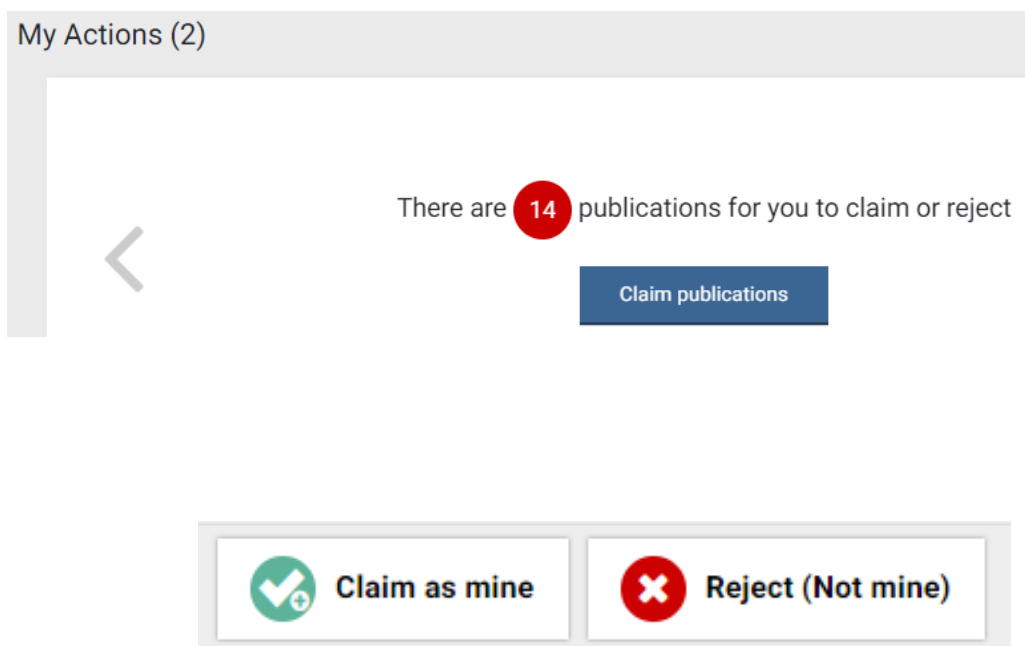 My Actions (2)
There are 14 publications for you to claim or reject
Claim publications
Claim as mine
Reject (Not mine)